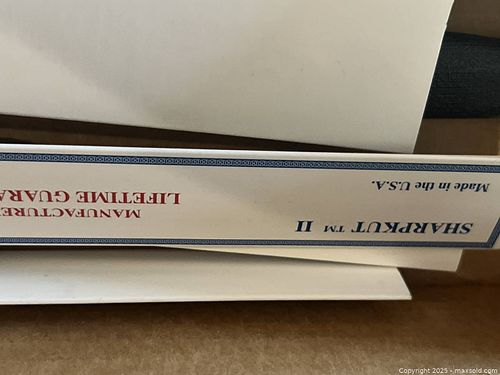 SHARPKUT ™ II
Made in the U.S.A.
MANUFACTURE
LIFETIME GUARA
Copyright 2025 - maxsold.com